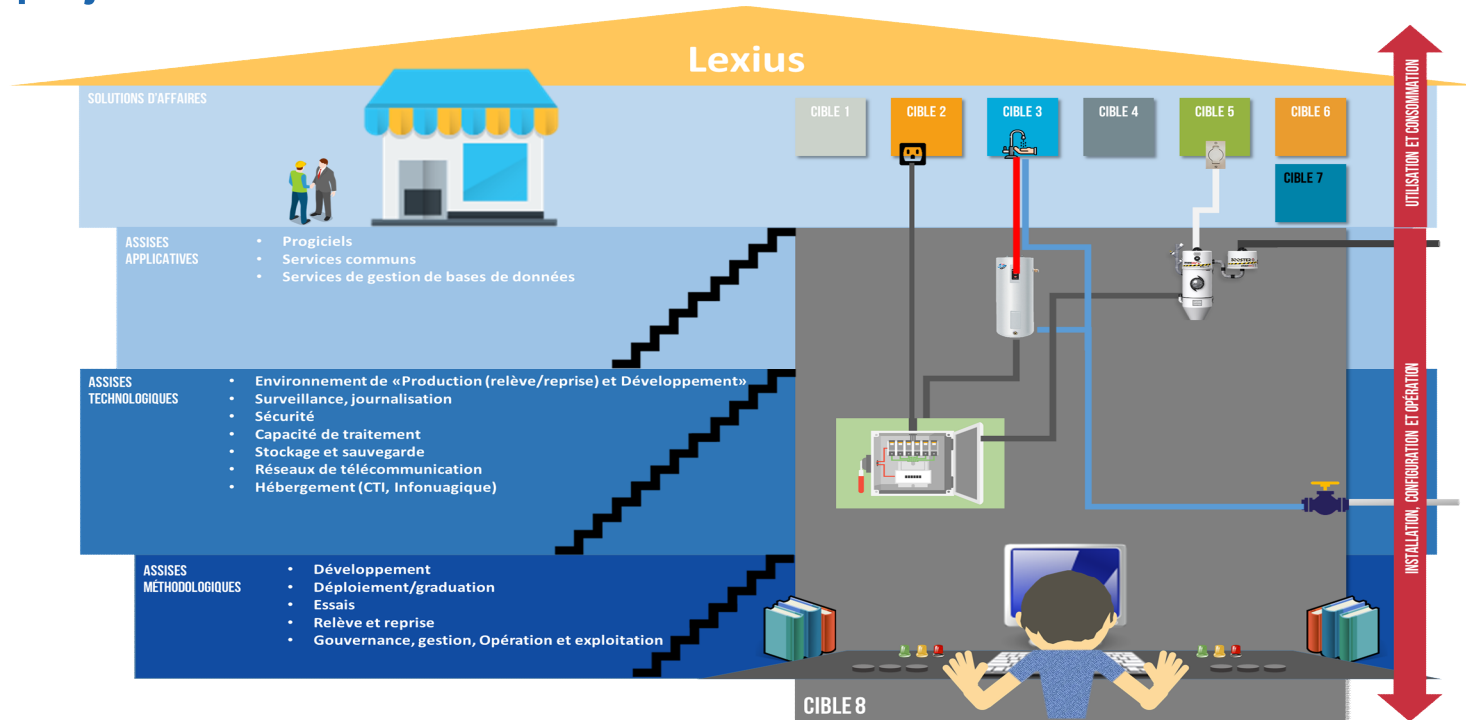 Lexius
SOLUTIONS D'AFFAIRES
CIBLE 1
CIBLE 2
CIBLE 3
CIBLE 4
CIBLE 5
CIBLE 6
CIBLE 7
UTILISATION ET CONSOMMATION
ASSISES
APPLICATIVES
• Progiciels
• Services communs
• Services de gestion de bases de données
BOOSTER
ASSISES
TECHNOLOGIQUES
• Environnement de «Production (relève/reprise) et Développement»
• Surveillance, journalisation
• Sécurité
• Capacité de traitement
• Stockage et sauvegarde
• Réseaux de télécommunication
• Hébergement (CTI, Infonuagique)
INSTALLATION, CONFIGURATION ET OPÉRATION
ASSISES
MÉTHODOLOGIQUES
• Développement
• Déploiement/graduation
• Essais
• Relève et reprise
• Gouvernance, gestion, Opération et exploitation
CIBLE 8